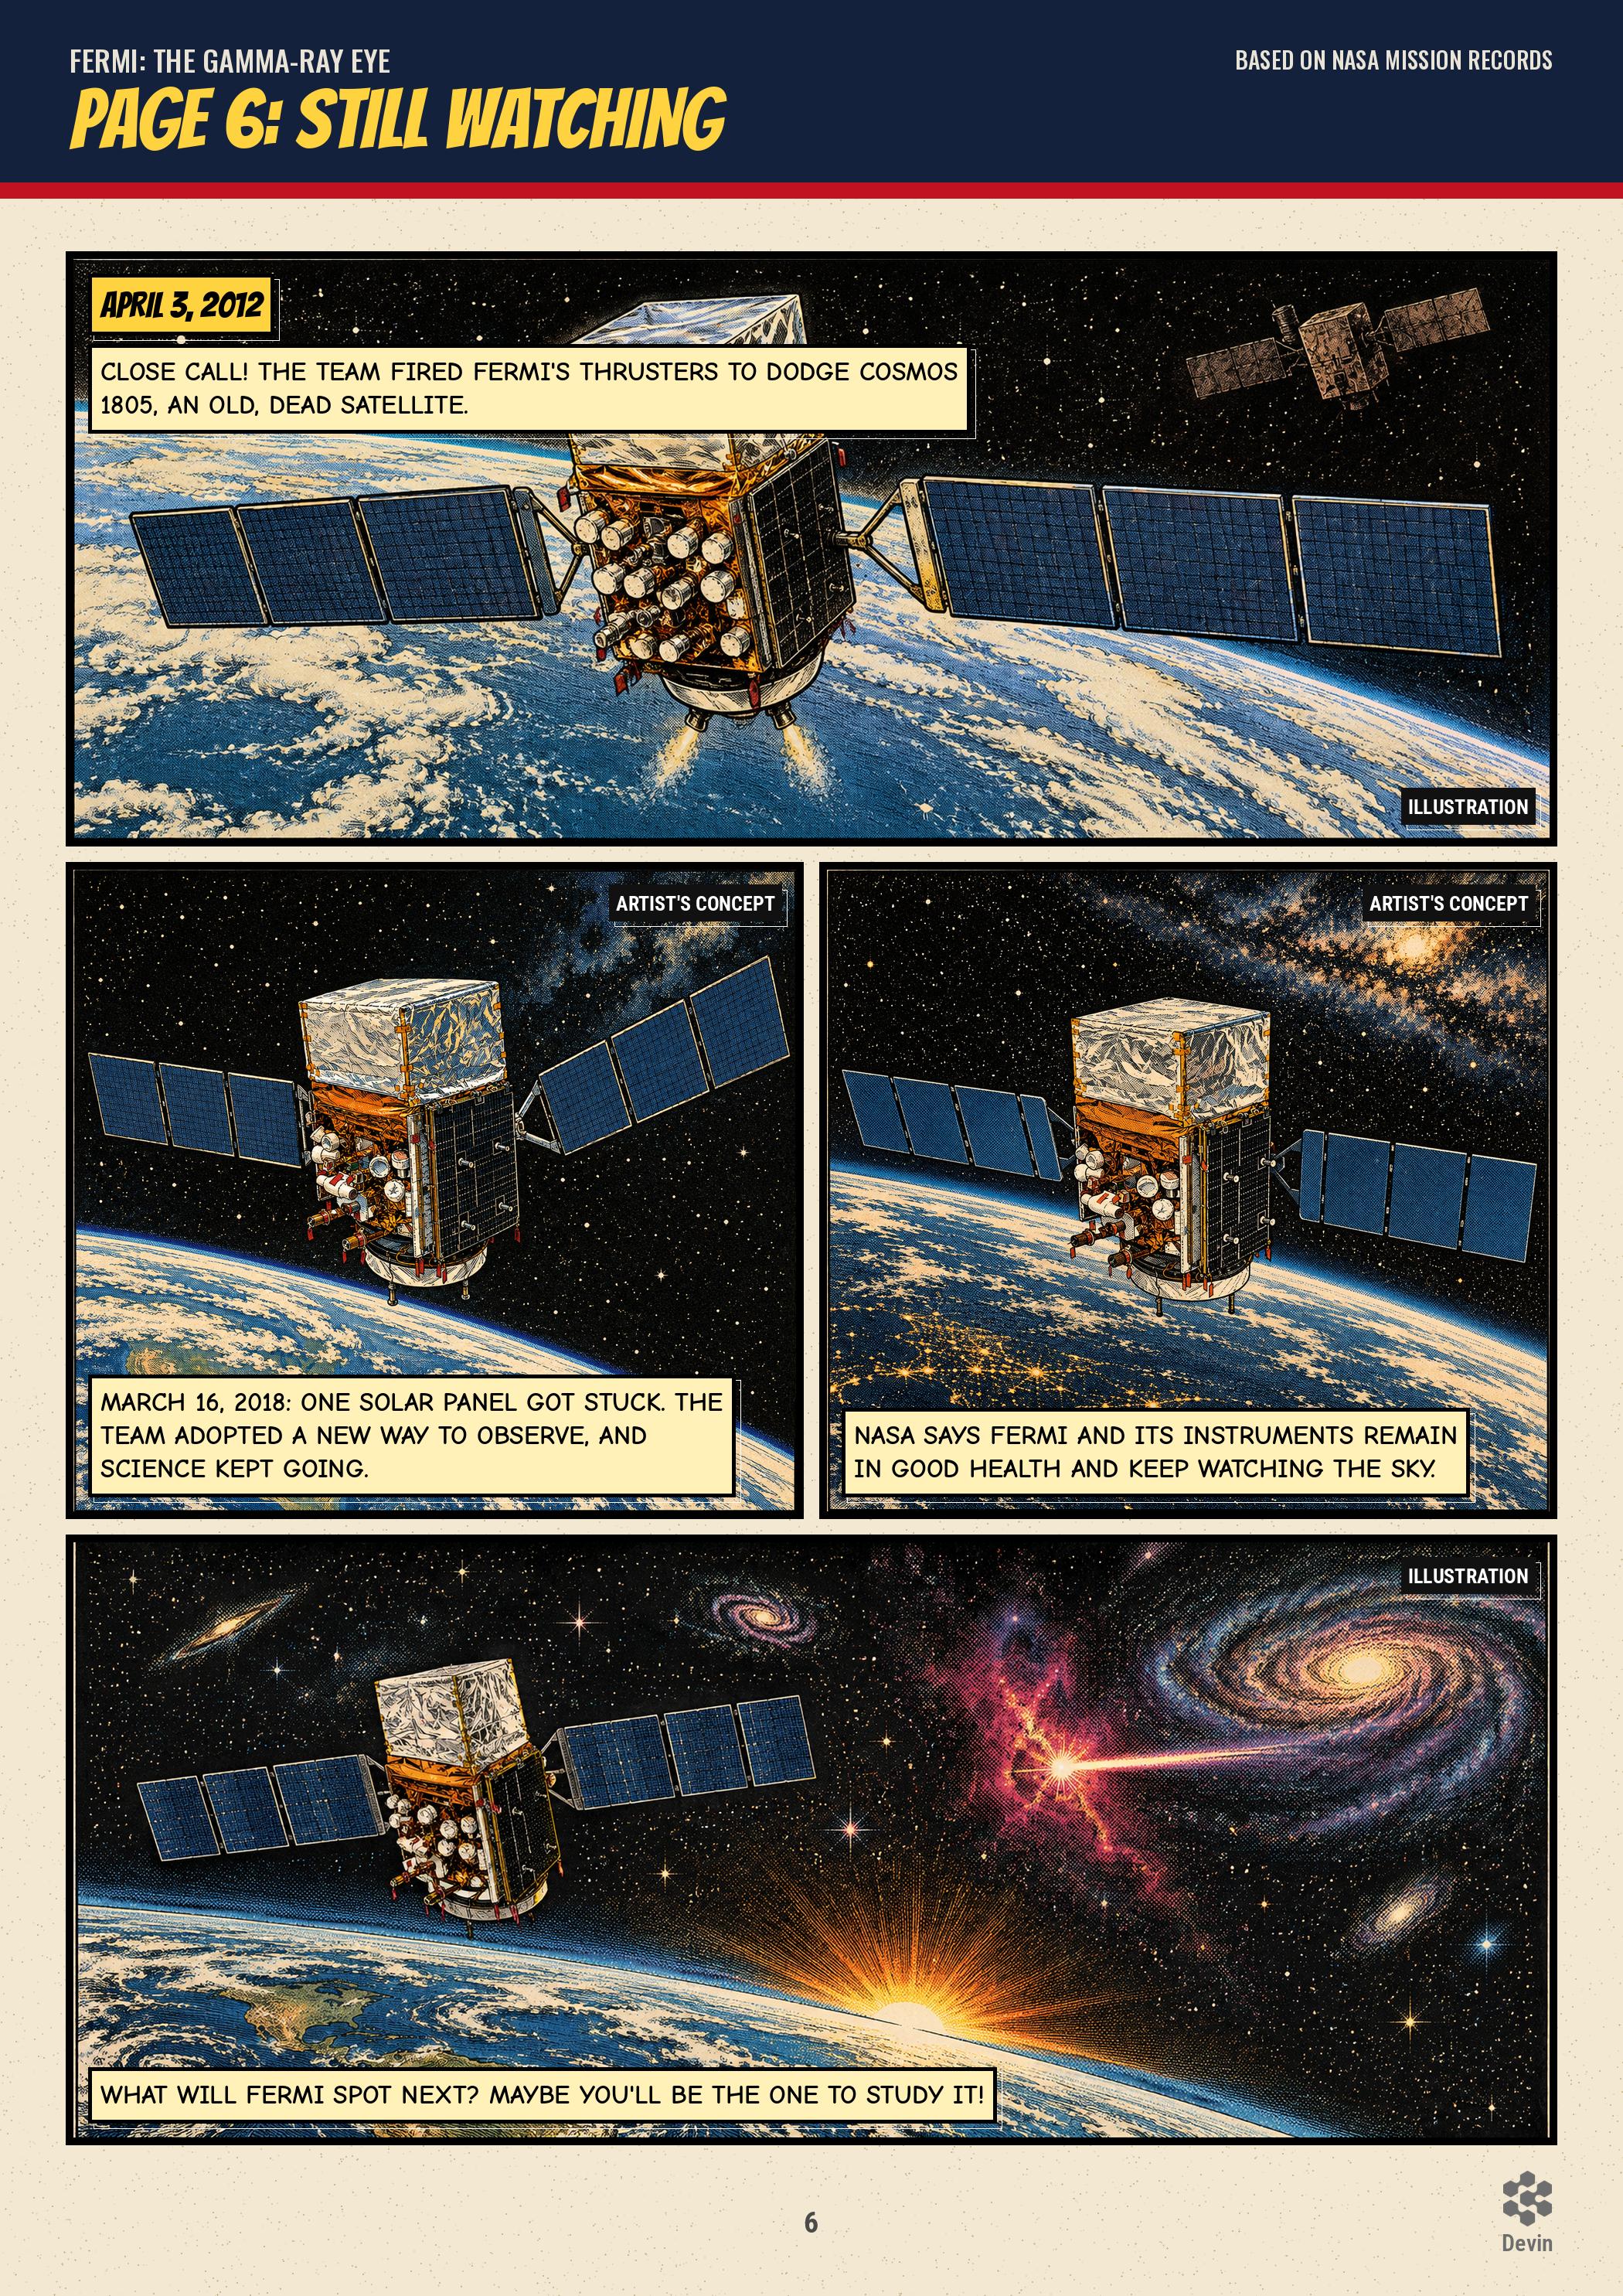 FERMI: THE GAMMA-RAY EYE
BASED ON NASA MISSION RECORDS
PAGE 6: STILL WATCHING
APRIL 3, 2012
CLOSE CALL! THE TEAM FIRED FERMI'S THRUSTERS TO DODGE COSMOS
1805, AN OLD, DEAD SATELLITE.
ILLUSTRATION
ARTIST'S CONCEPT
MARCH 16, 2018: ONE SOLAR PANEL GOT STUCK. THE
TEAM ADOPTED A NEW WAY TO OBSERVE, AND
SCIENCE KEPT GOING.
ARTIST'S CONCEPT
NASA SAYS FERMI AND ITS INSTRUMENTS REMAIN
IN GOOD HEALTH AND KEEP WATCHING THE SKY.
ILLUSTRATION
WHAT WILL FERMI SPOT NEXT? MAYBE YOU'LL BE THE ONE TO STUDY IT!
6
Devin